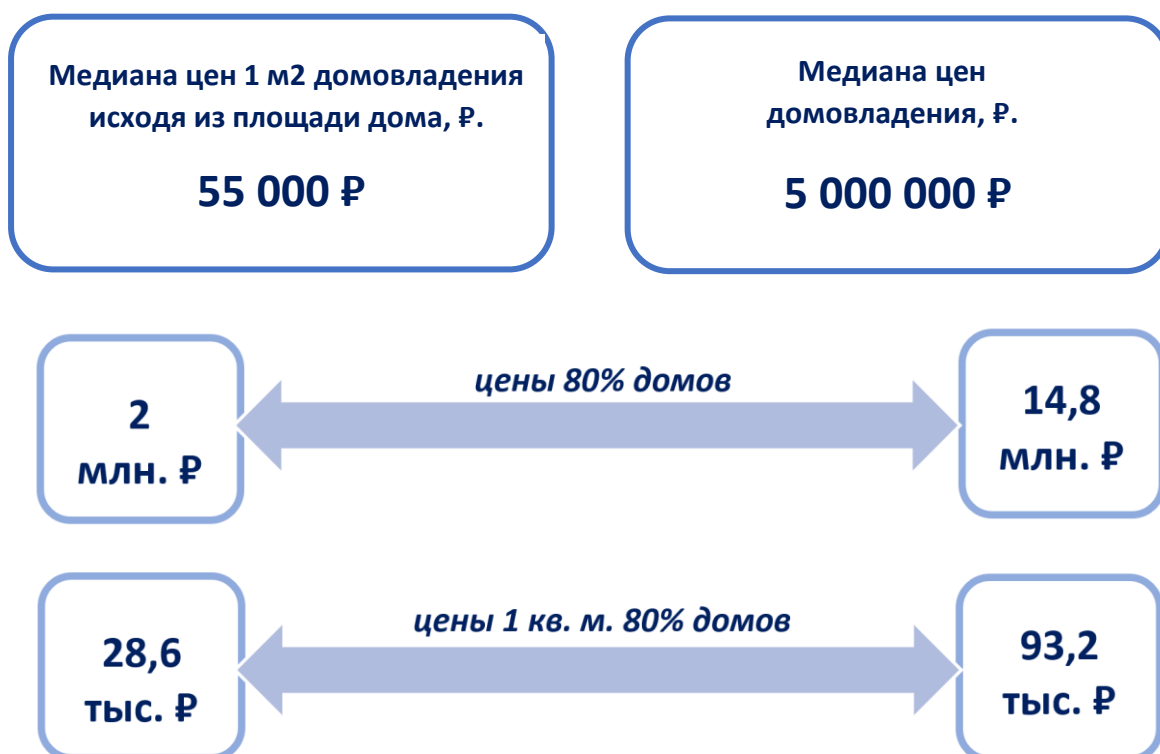 Медиана цен 1 м2 домовладения
исходя из площади дома, ₽.
55 000 ₽
Медиана цен
домовладения, ₽.
5 000 000 ₽
цены 80% домов
2
млн. ₽
14,8
млн. ₽
цены 1 кв. м. 80% домов
28,6
тыс. ₽
93,2
тыс. ₽